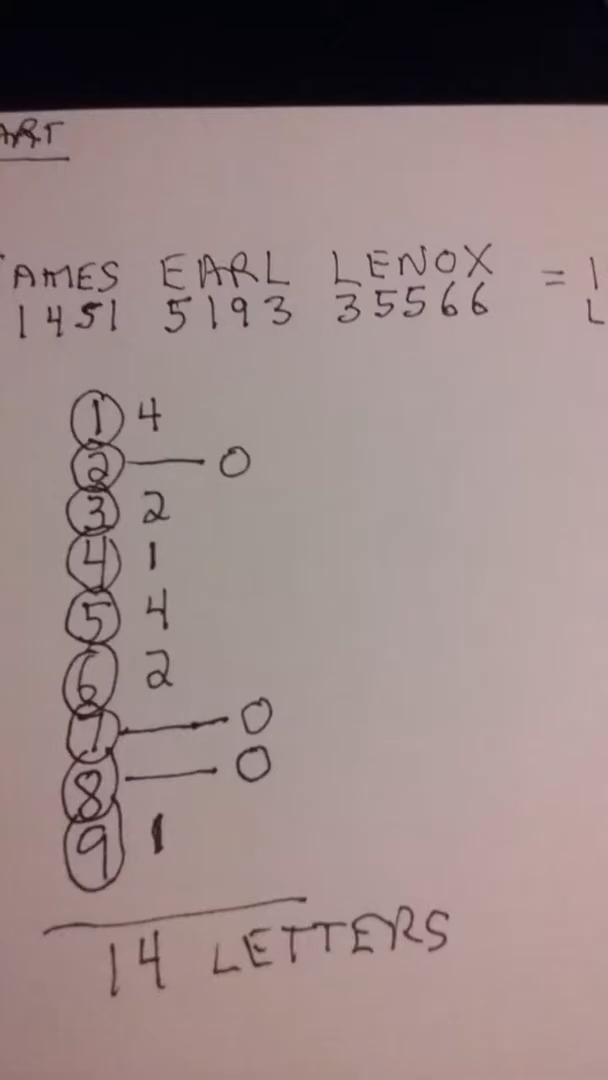 ART
AMES EARL LENOX = 1
1451 5193 35566 L
1 4
2 — 0
3 2
4 1
5 4
6 2
7 — 0
8 — 0
9 1
14 LETTERS